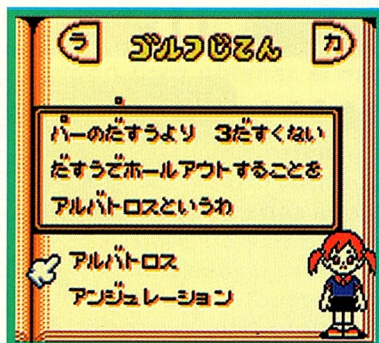 ラ ゴルフじてん カ
パーのだすうより 3だすくない
だすうでホールアウトすることを
アルバトロスというわ
アルバトロス
アンジュレーション